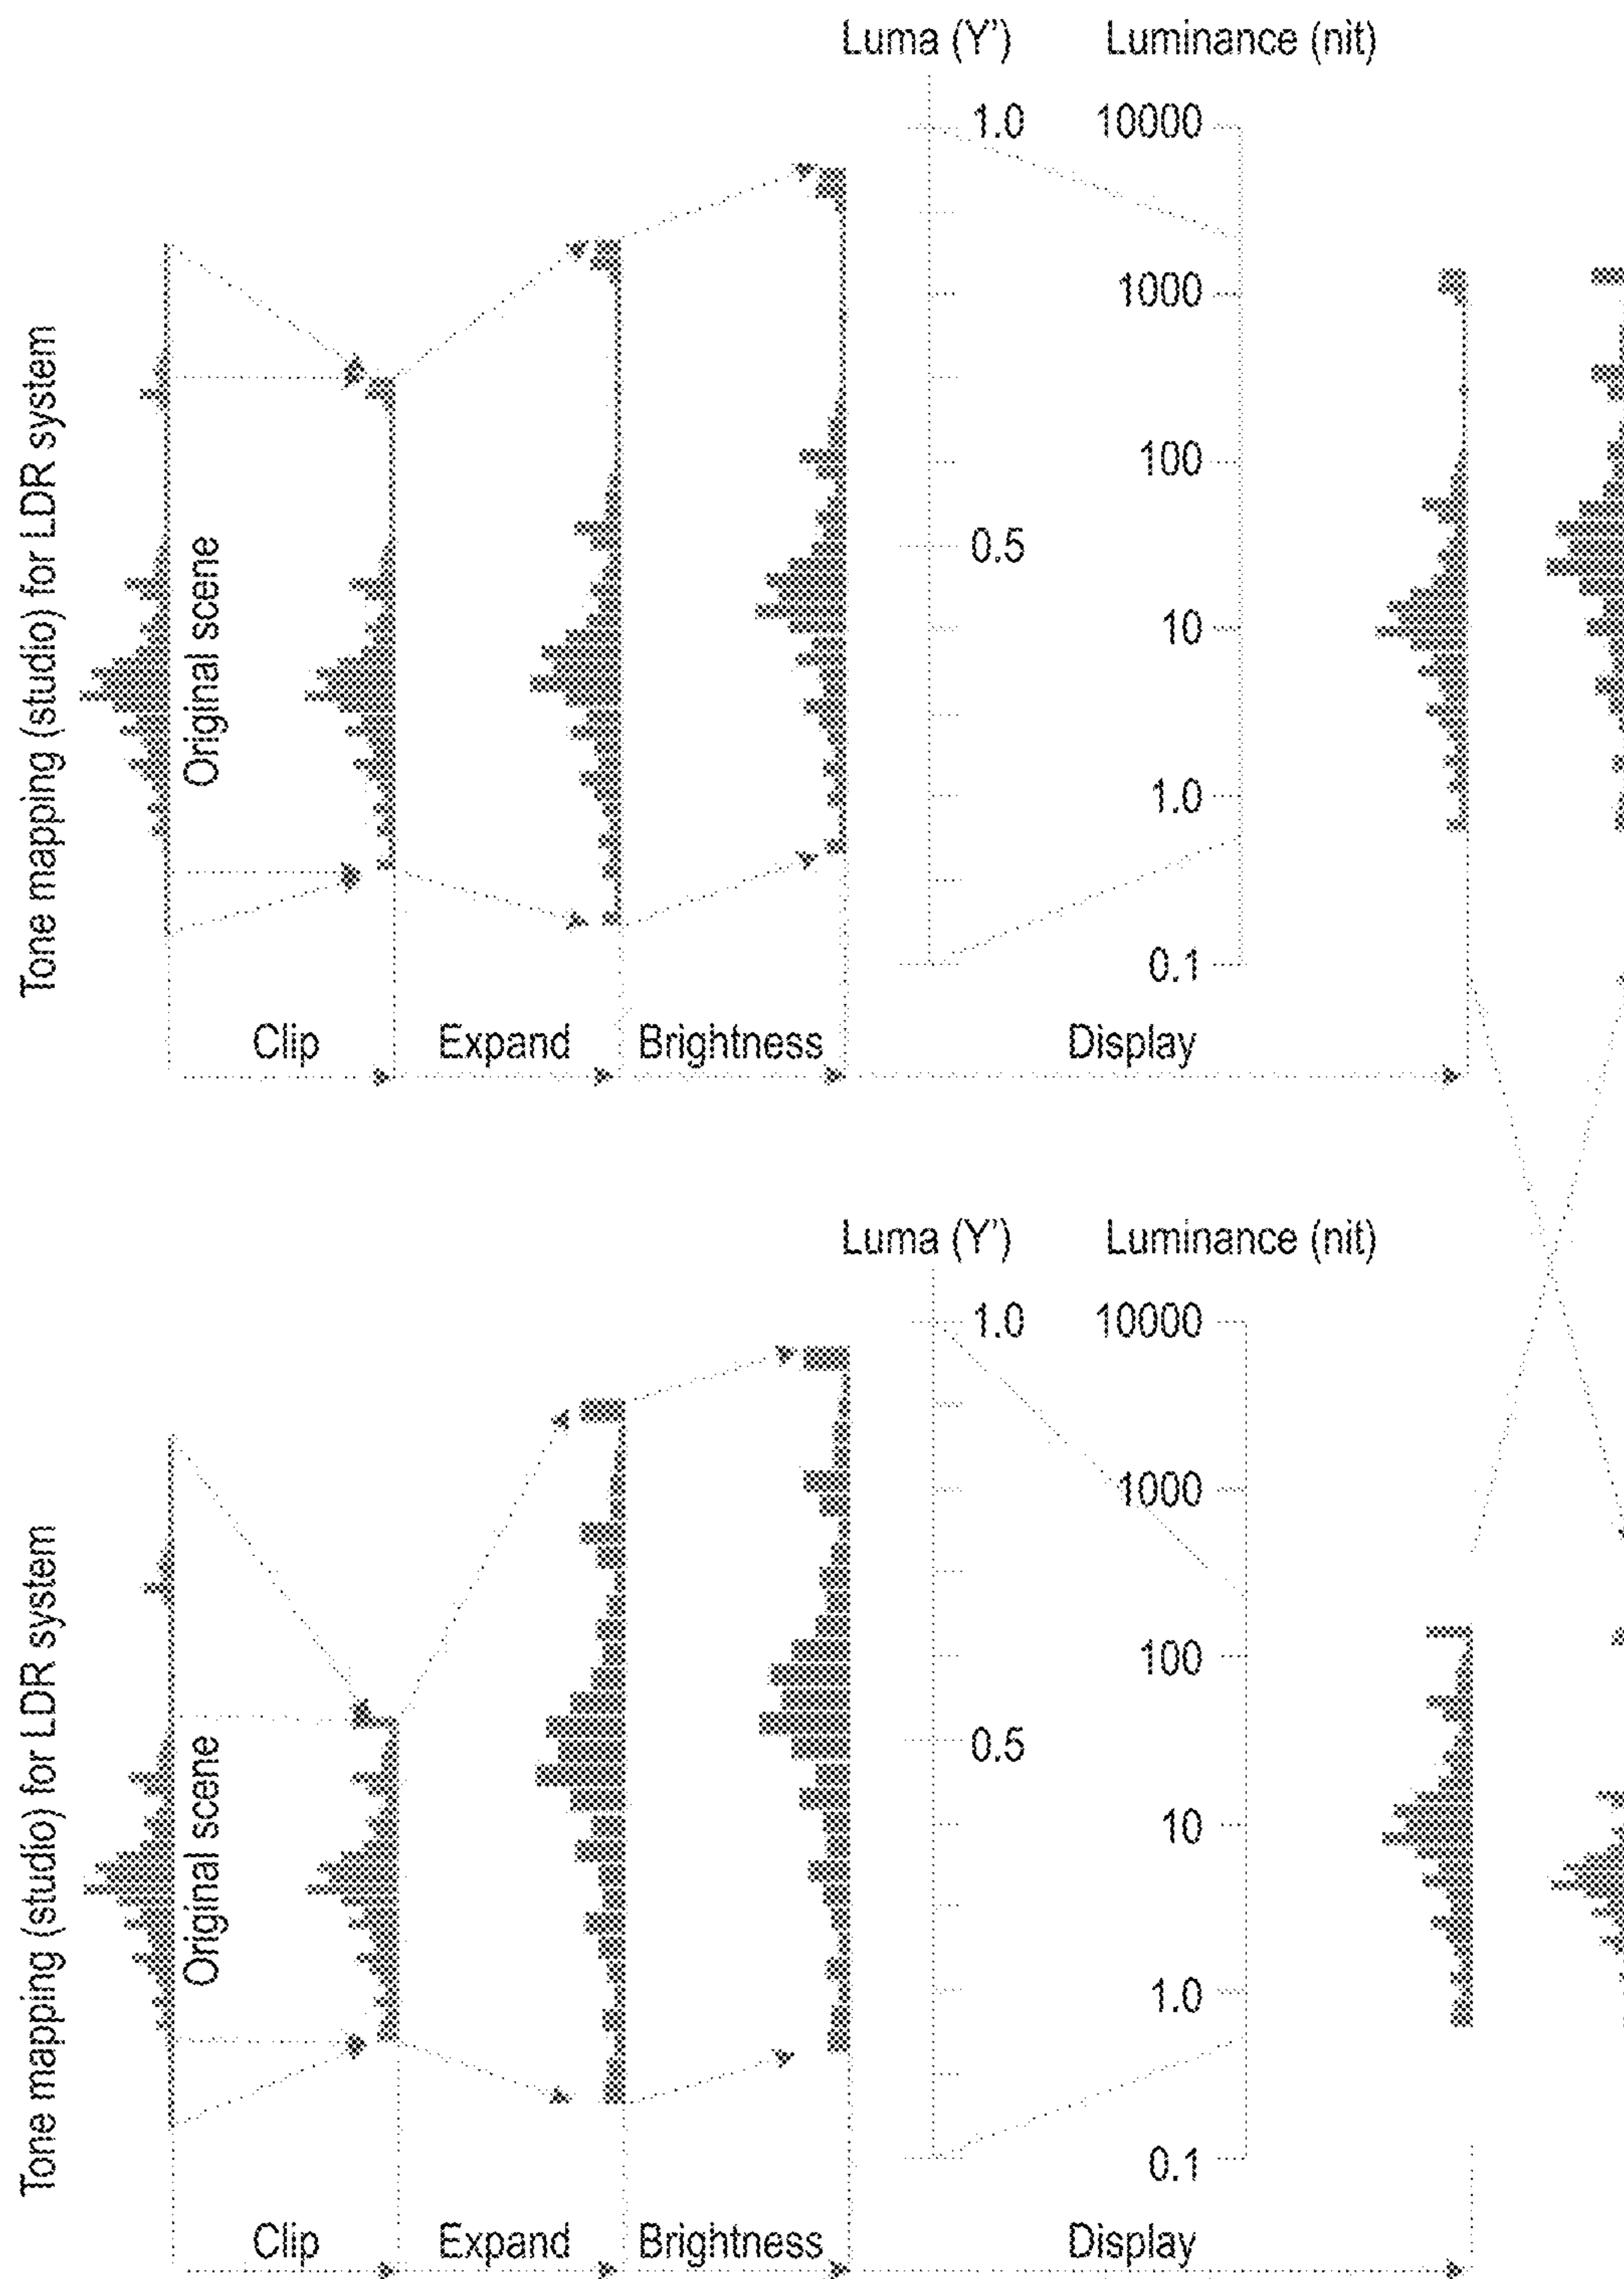 Tone mapping (studio) for LDR system
Luma (Y') Luminance (nit)
1.0 10000
1000
100
0.5
10
1.0
0.1
Original scene
Clip Expand Brightness Display
Tone mapping (studio) for LDR system
Luma (Y') Luminance (nit)
1.0 10000
1000
100
0.5
10
1.0
0.1
Original scene
Clip Expand Brightness Display